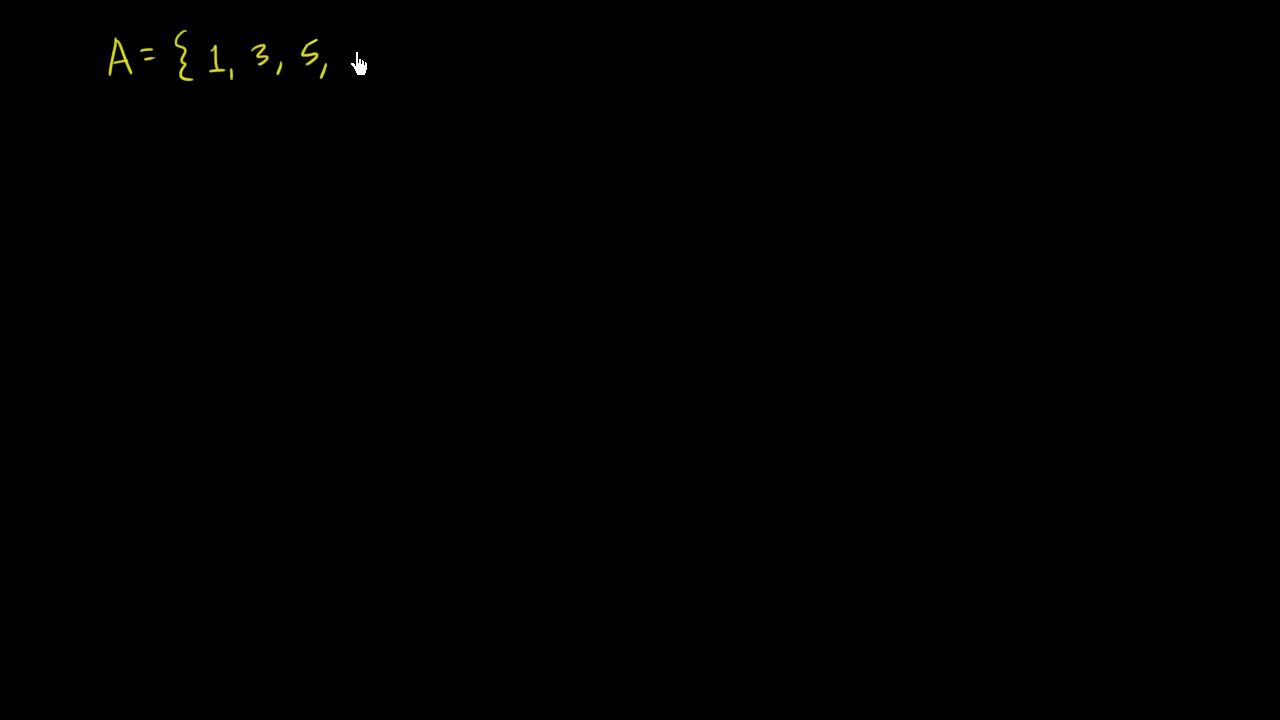 A = { 1, 3, 5,